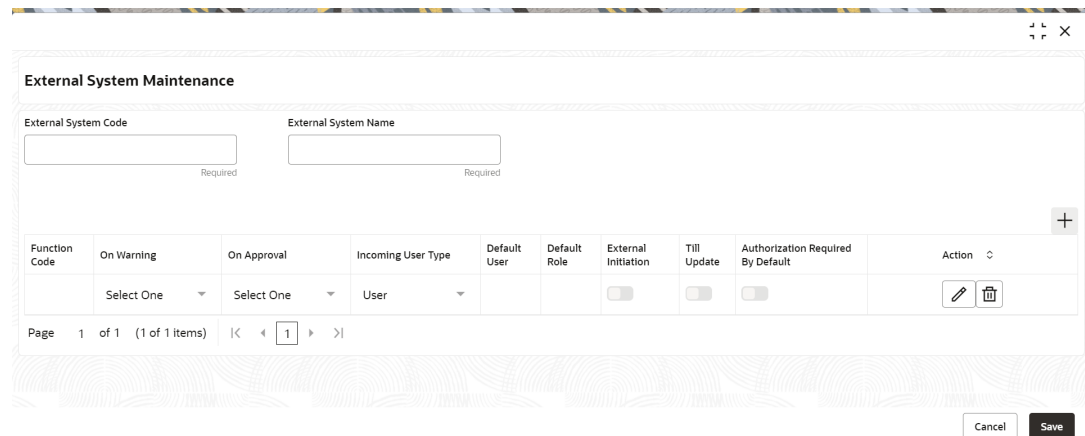 External System Maintenance
External System Code External System Name
Required Required
Function Code On Warning On Approval Incoming User Type Default User Default Role External Initiation Till Update Authorization Required By Default Action
Select One Select One User
Page 1 of 1 (1 of 1 items) 1
Cancel Save